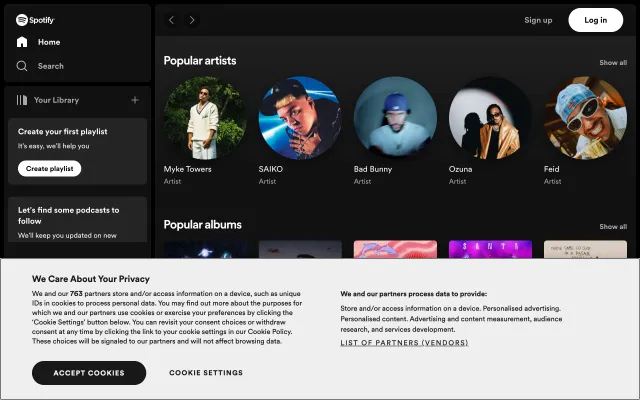 Spotify
Home
Search
Your Library
Create your first playlist
It's easy, we'll help you
Create playlist
Let's find some podcasts to
follow
We'll keep you updated on new
Sign up
Log in
Popular artists
Show all
Myke Towers
Artist
SAIKO
Artist
Bad Bunny
Artist
Ozuna
Artist
Feid
Artist
Popular albums
Show all
SANTA
We Care About Your Privacy
We and our 763 partners store and/or access information on a device, such as unique
IDs in cookies to process personal data. You may find out more about the purposes for
which we and our partners use cookies or exercise your preferences by clicking the
'Cookie Settings' button below. You can revisit your consent choices or withdraw
consent at any time by clicking the link to your cookie settings in our Cookie Policy.
These choices will be signaled to our partners and will not affect browsing data.
We and our partners process data to provide:
Store and/or access information on a device. Personalised advertising.
Personalised content. Advertising and content measurement, audience
research, and services development.
LIST OF PARTNERS (VENDORS)
ACCEPT COOKIES
COOKIE SETTINGS